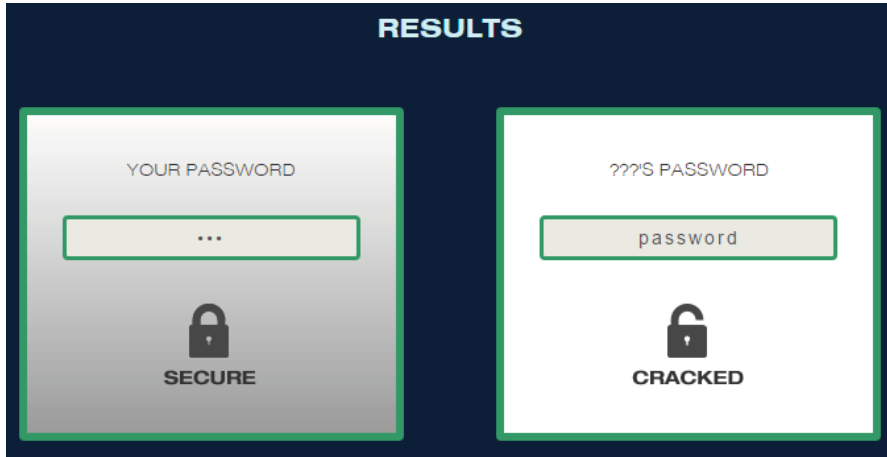 RESULTS
YOUR PASSWORD
•••
SECURE
???'S PASSWORD
password
CRACKED